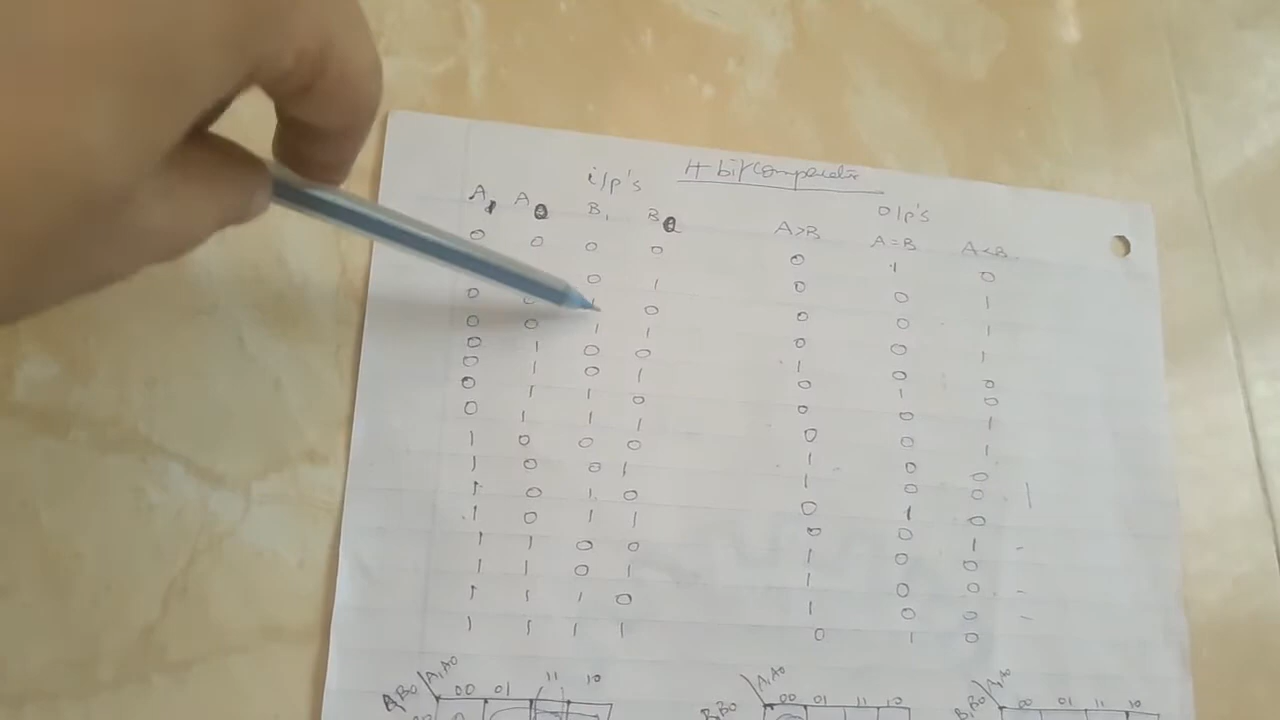 4 bit comparator
i/p's
o/p's
A1 A0 B1 B0 A>B A=B A<B
0 0 0 0 0 1 0
0 1 0 0 1
0 0 0 0 0 1
0 0 1 1 0 0 1
0 1 0 0 1 0 0
0 1 0 1 0 1 0
0 1 1 0 0 0 1
0 1 1 1 0 0 1
1 0 0 0 1 0 0
1 0 0 1 1 0 0
1 0 1 0 0 1 0
1 0 1 1 0 0 1
1 1 0 0 1 0 0
1 1 0 1 1 0 0
1 1 1 0 1 0 0
1 1 1 1 0 1 0
A1A0 A1A0 A1A0
B1B0 00 01 11 10 B1B0 00 01 11 10 B1B0 00 01 11 10